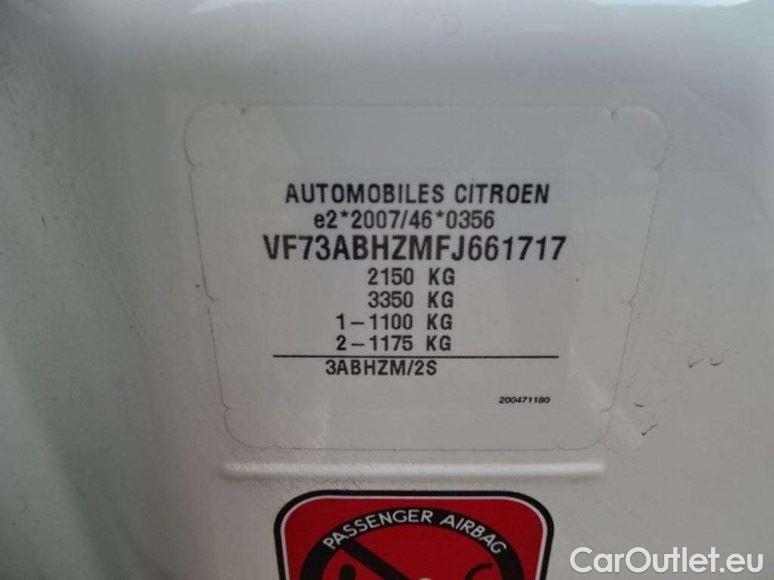 AUTOMOBILES CITROEN
e2*2007/46*0356
VF73ABHZMFJ661717
2150 KG
3350 KG
1-1100 KG
2-1175 KG
3ABHZM/2S
200471180
PASSENGER AIRBAG
CarOutlet.eu